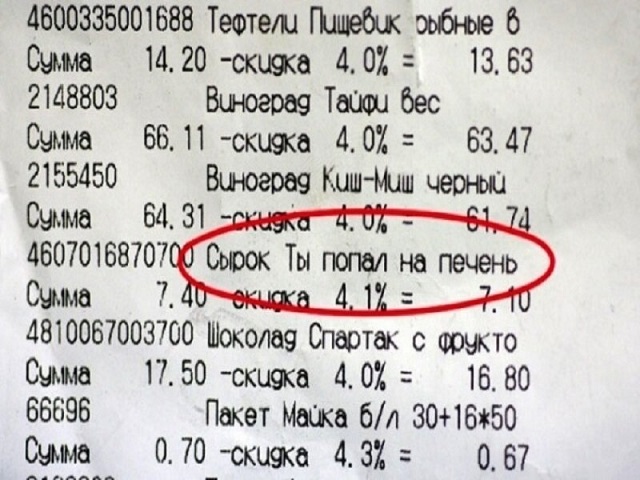 4600335001688 Тефтели Пищевик рыбные в
Сумма 14.20 -скидка 4.0% = 13.63
2148803 Виноград Тайфи вес
Сумма 66.11 -скидка 4.0% = 63.47
2155450 Виноград Киш-Миш черный
Сумма 64.31 -скидка 4.0% = 61.74
4607016870700 Сырок Ты попал на печень
Сумма 7.40 -скидка 4.1% = 7.10
4810067003700 Шоколад Спартак с фрукто
Сумма 17.50 -скидка 4.0% = 16.80
66696 Пакет Майка б/л 30+16*50
Сумма 0.70 -скидка 4.3% = 0.67